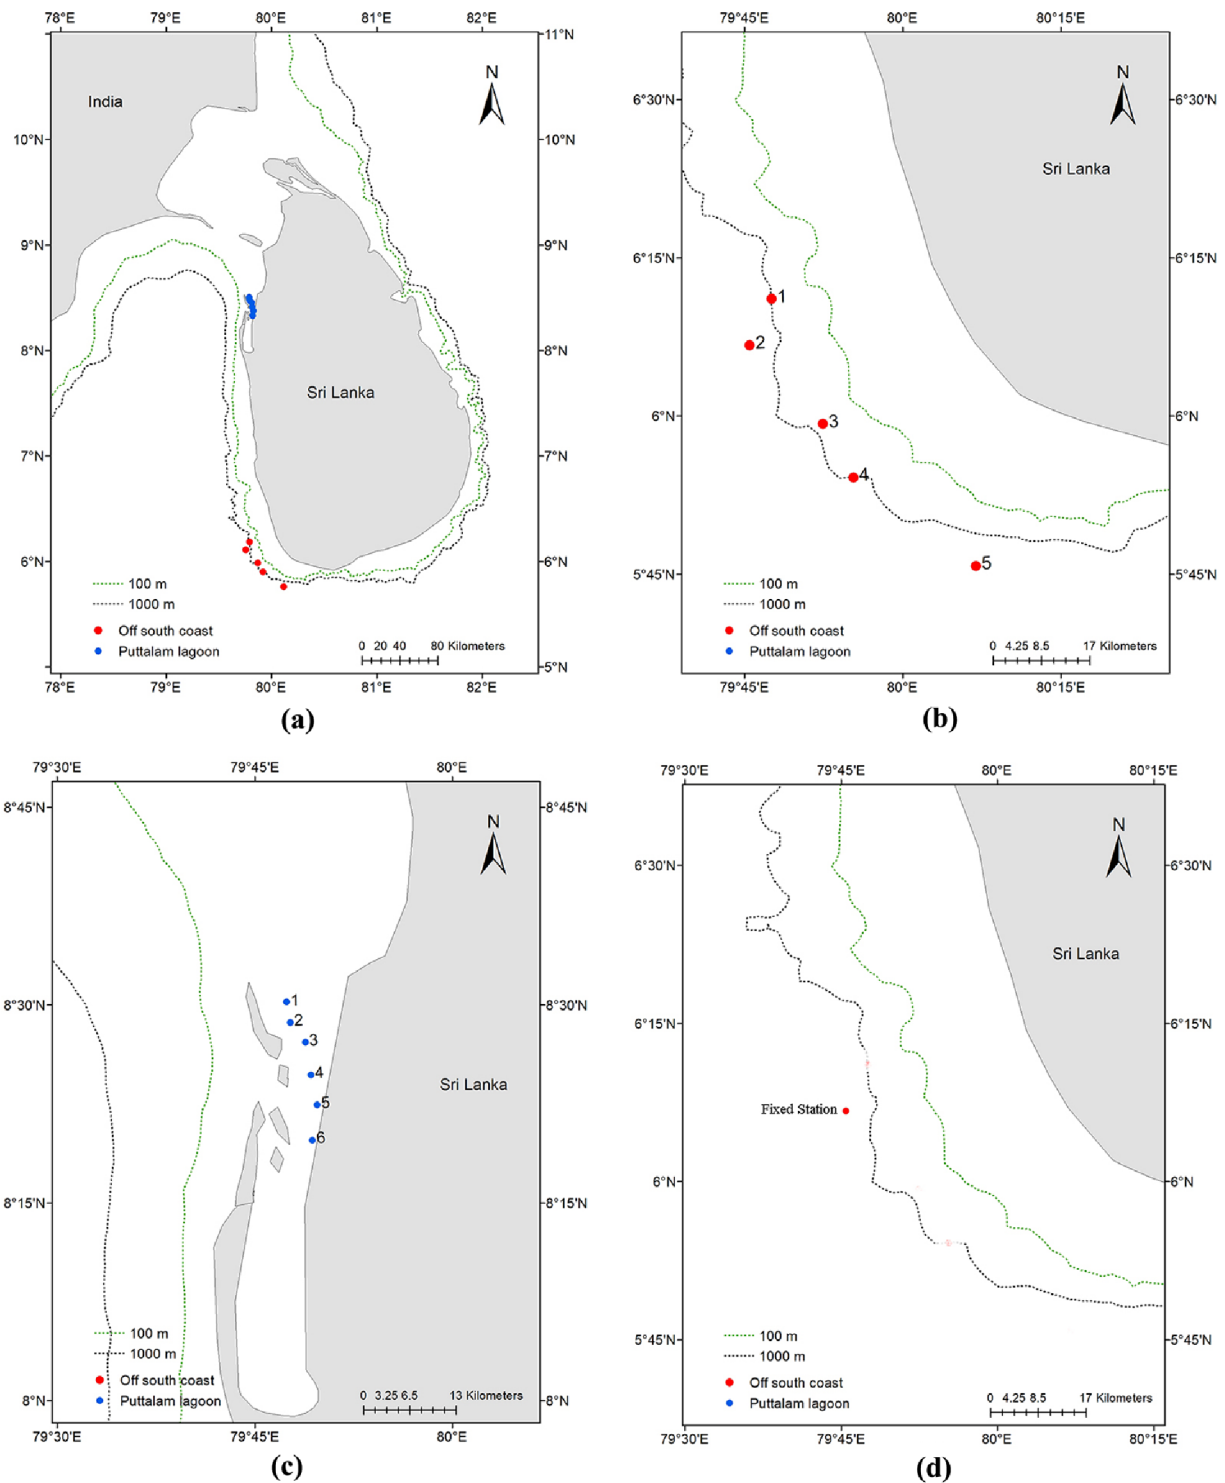 78°E 79°E 80°E 81°E 82°E
11°N
N
India
10°N
9°N 9°N
8°N 8°N
Sri Lanka
7°N 7°N
6°N 6°N
100 m
1000 m
Off south coast
Puttalam lagoon
0 20 40 80 Kilometers
5°N
78°E 79°E 80°E 81°E 82°E
(a)
79°45'E 80°E 80°15'E
N
6°30'N 6°30'N
Sri Lanka
6°15'N 6°15'N
1
2
6°N 6°N
3
4
5
5°45'N 5°45'N
100 m
1000 m
Off south coast
Puttalam lagoon
0 4.25 8.5 17 Kilometers
79°45'E 80°E 80°15'E
(b)
79°30'E 79°45'E 80°E
8°45'N 8°45'N
N
8°30'N 8°30'N
1
2
3
4
Sri Lanka
5
6
8°15'N 8°15'N
100 m
1000 m
Off south coast
Puttalam lagoon
0 3.25 6.5 13 Kilometers
8°N 8°N
79°30'E 79°45'E 80°E
(c)
79°30'E 79°45'E 80°E 80°15'E
N
6°30'N 6°30'N
Sri Lanka
6°15'N 6°15'N
Fixed Station
6°N 6°N
5°45'N 5°45'N
100 m
1000 m
Off south coast
Puttalam lagoon
0 4.25 8.5 17 Kilometers
79°30'E 79°45'E 80°E 80°15'E
(d)